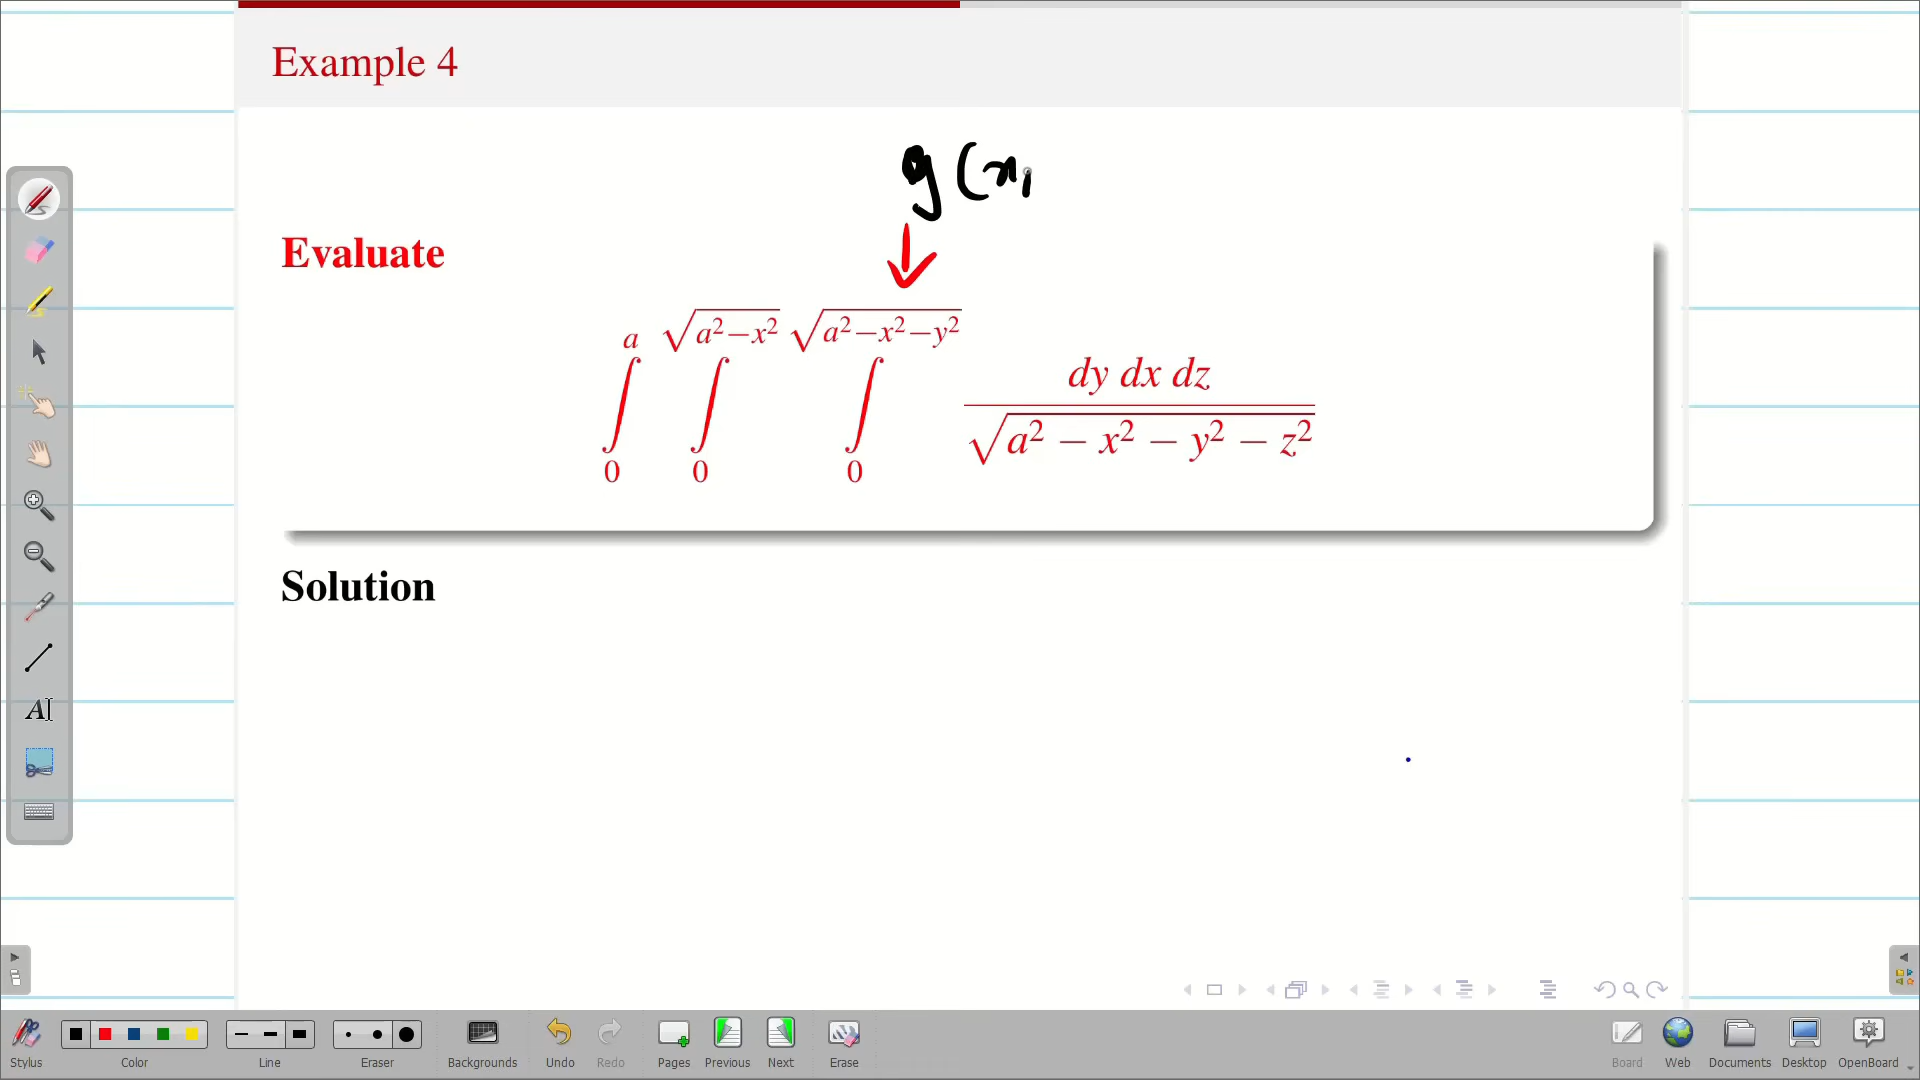 Example 4
g(x,
Evaluate
∫₀^a ∫₀^√(a²−x²) ∫₀^√(a²−x²−y²) dy dx dz / √(a² − x² − y² − z²)
Solution
A
Stylus Color Line Eraser Backgrounds Undo Redo Pages Previous Next Erase Board Web Documents Desktop OpenBoard